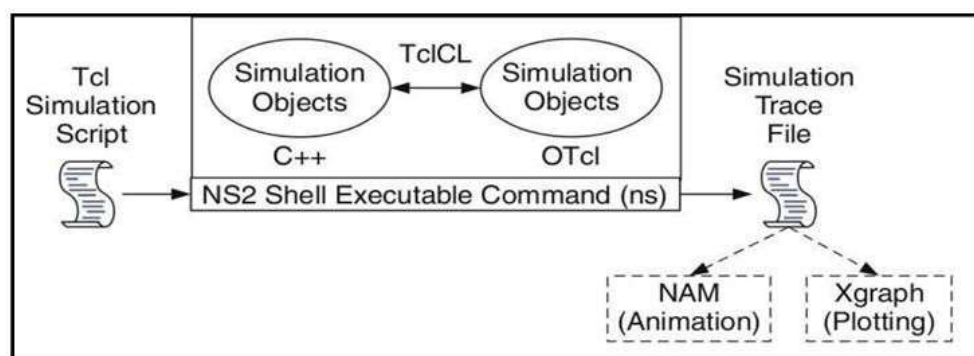 Tcl
Simulation
Script
Simulation
Objects
C++
TclCL
Simulation
Objects
OTcl
NS2 Shell Executable Command (ns)
Simulation
Trace
File
NAM
(Animation)
Xgraph
(Plotting)